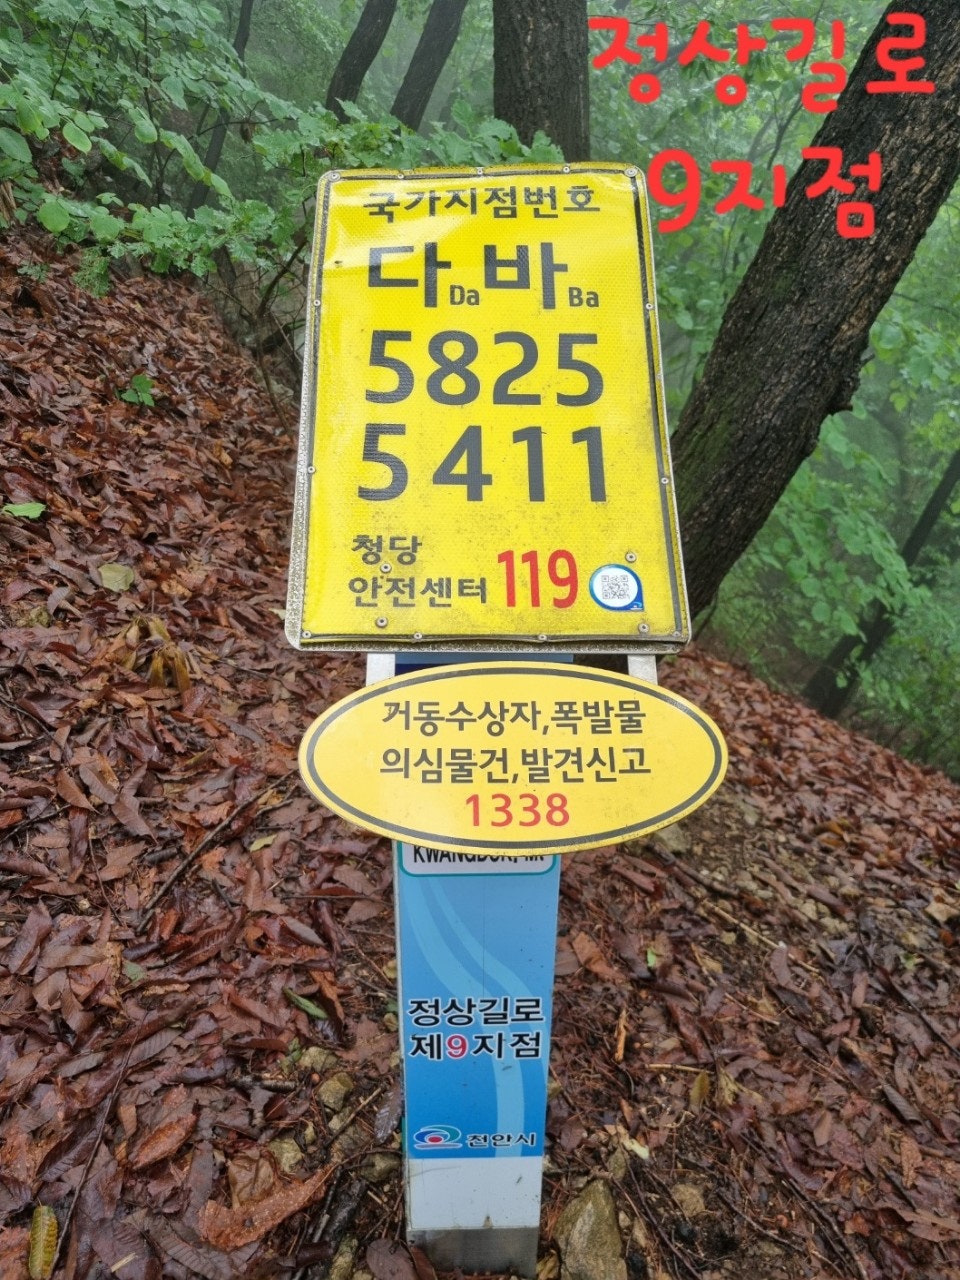 정상길로
9지점
국가지점번호
다Da바Ba
5825
5411
청당
안전센터 119
거동수상자,폭발물
의심물건,발견신고
1338
정상길로
제9지점
천안시